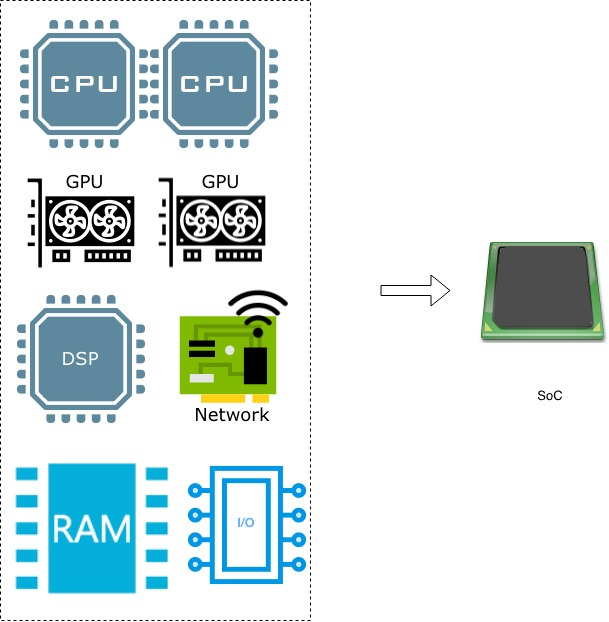 CPU CPU
GPU GPU
DSP
Network
RAM
I/O
SoC